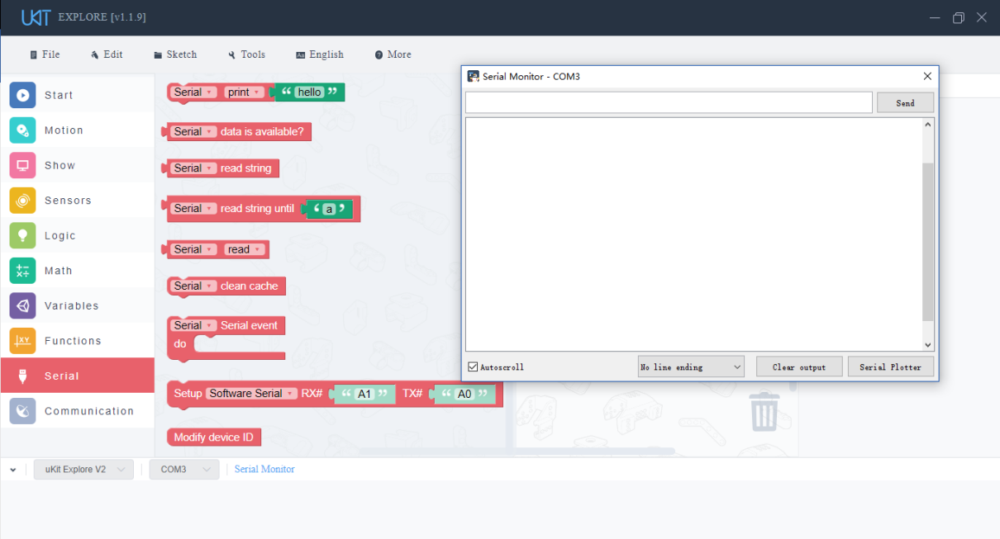 UKIT EXPLORE [v1.1.9]
File Edit Sketch Tools English More
Start
Motion
Show
Sensors
Logic
Math
Variables
Functions
Serial
Communication
Serial print “ hello ”
Serial data is available?
Serial read string
Serial read string until ‘ a ’
Serial read
Serial clean cache
Serial Serial event
do
Setup Software Serial RX# “ A1 ” TX# “ A0 ”
Modify device ID
Serial Monitor - COM3
Send
Autoscroll No line ending Clear output Serial Plotter
uKit Explore V2 COM3 Serial Monitor